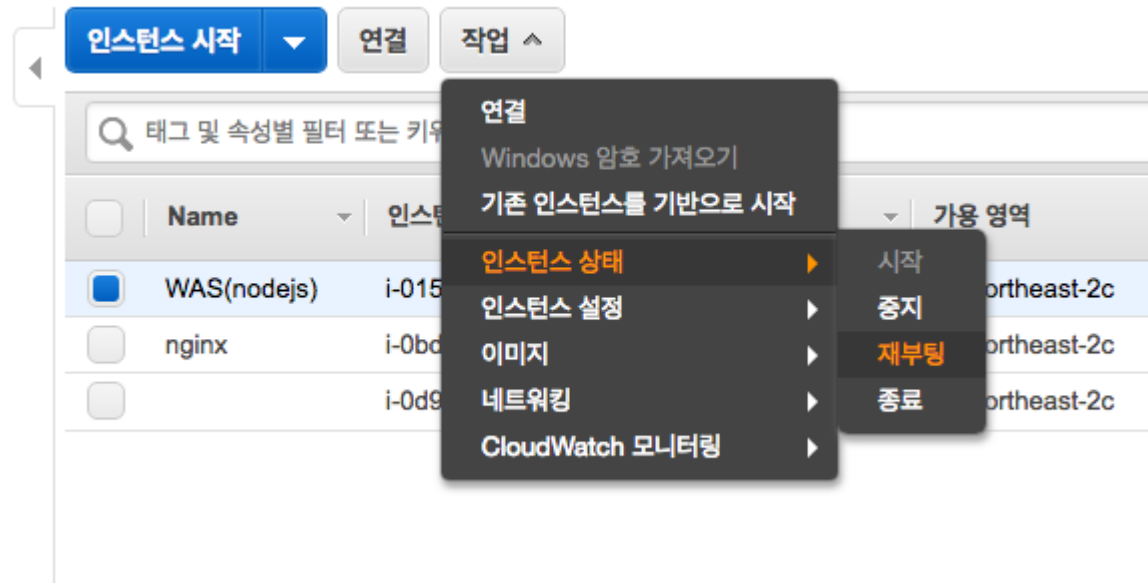 인스턴스 시작 연결 작업
태그 및 속성별 필터 또는
연결
Windows 암호 가져오기
기존 인스턴스를 기반으로 시작
Name 가용 영역
인스턴스 상태 시작
WAS(nodejs) i-015 ortheast-2c
인스턴스 설정 중지
nginx i-0bd ortheast-2c
이미지 재부팅
i-0d9 ortheast-2c
네트워킹 종료
CloudWatch 모니터링